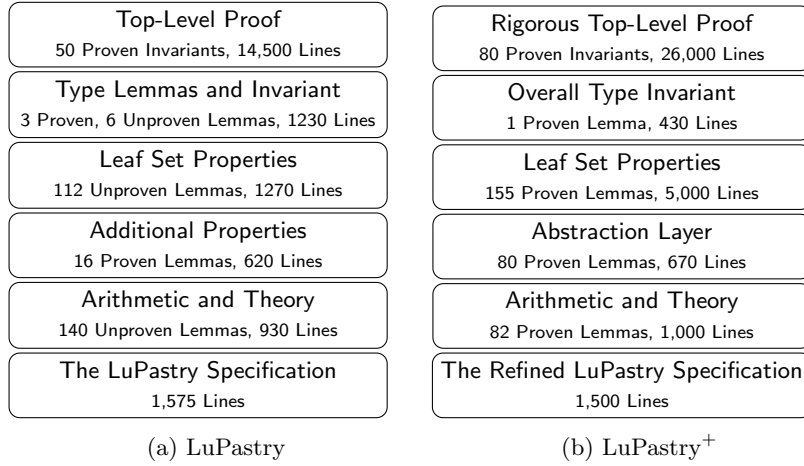 Top-Level Proof
50 Proven Invariants, 14,500 Lines
Type Lemmas and Invariant
3 Proven, 6 Unproven Lemmas, 1230 Lines
Leaf Set Properties
112 Unproven Lemmas, 1270 Lines
Additional Properties
16 Proven Lemmas, 620 Lines
Arithmetic and Theory
140 Unproven Lemmas, 930 Lines
The LuPastry Specification
1,575 Lines
(a) LuPastry
Rigorous Top-Level Proof
80 Proven Invariants, 26,000 Lines
Overall Type Invariant
1 Proven Lemma, 430 Lines
Leaf Set Properties
155 Proven Lemmas, 5,000 Lines
Abstraction Layer
80 Proven Lemmas, 670 Lines
Arithmetic and Theory
82 Proven Lemmas, 1,000 Lines
The Refined LuPastry Specification
1,500 Lines
(b) LuPastry⁺